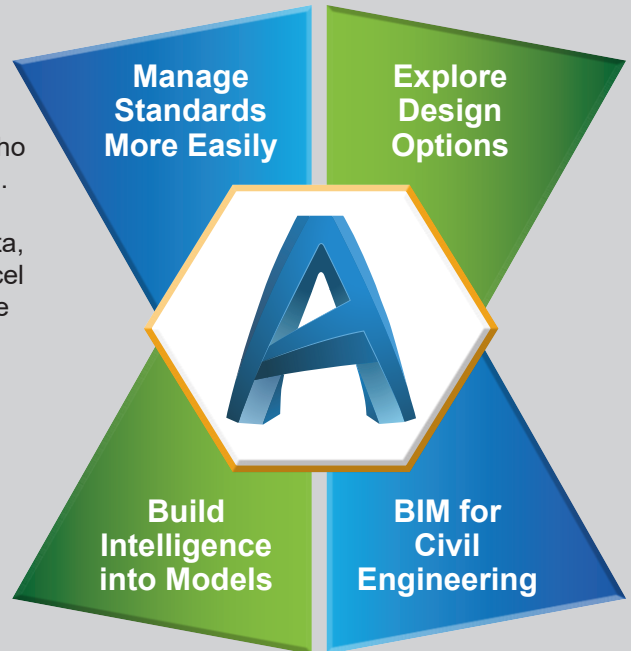 Manage
Standards
More Easily
Explore
Design
Options
Build
Intelligence
into Models
BIM for
Civil
Engineering